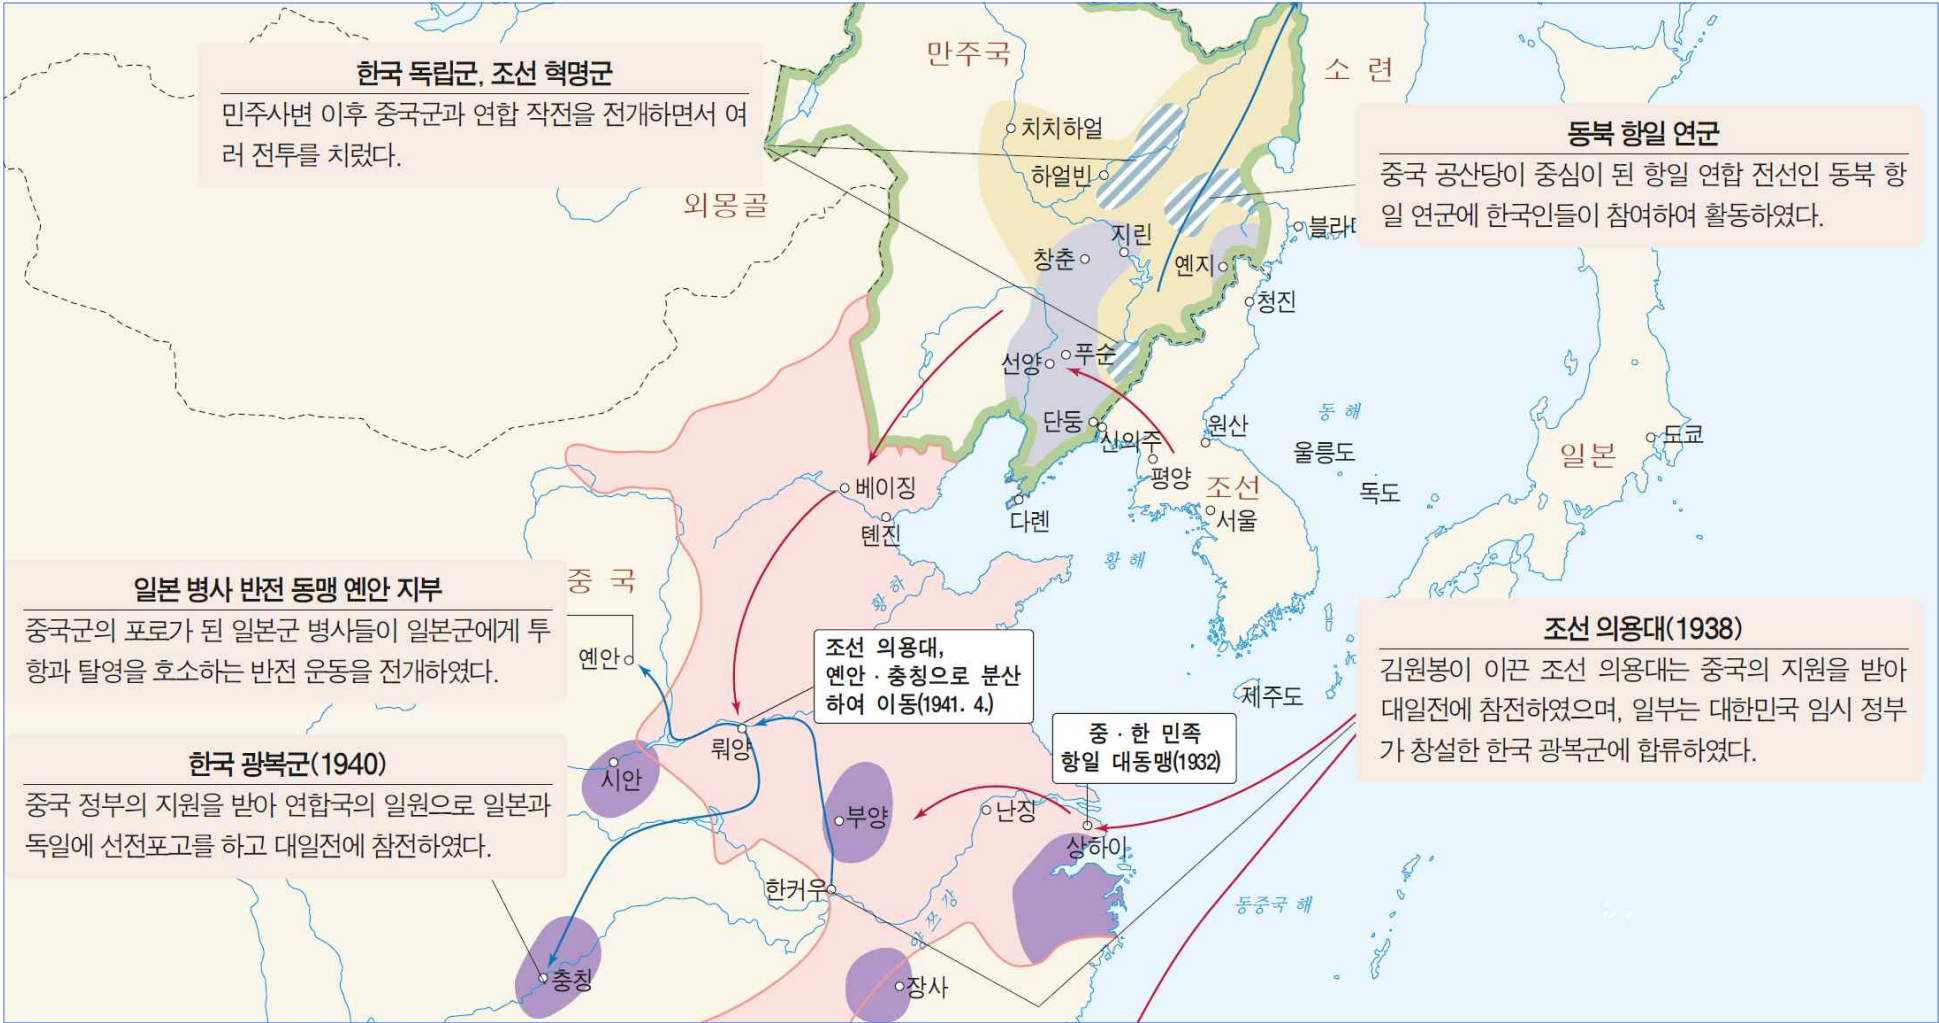 만주국
소 련
한국 독립군, 조선 혁명군
민주사변 이후 중국군과 연합 작전을 전개하면서 여
러 전투를 치렀다.
외몽골
치치하얼
하얼빈
동북 항일 연군
중국 공산당이 중심이 된 항일 연합 전선인 동북 항
일 연군에 한국인들이 참여하여 활동하였다.
블라디
지린
창춘
옌지
청진
선양
푸순
단둥
신의주
원산
평양
동 해
울릉도
독도
일본
도쿄
베이징
톈진
다롄
조선
서울
황 해
중 국
황 하
일본 병사 반전 동맹 옌안 지부
중국군의 포로가 된 일본군 병사들이 일본군에게 투
항과 탈영을 호소하는 반전 운동을 전개하였다.
옌안
조선 의용대,
옌안 · 충칭으로 분산
하여 이동(1941. 4.)
제주도
조선 의용대(1938)
김원봉이 이끈 조선 의용대는 중국의 지원을 받아
대일전에 참전하였으며, 일부는 대한민국 임시 정부
가 창설한 한국 광복군에 합류하였다.
중 · 한 민족
항일 대동맹(1932)
뤄양
시안
한국 광복군(1940)
중국 정부의 지원을 받아 연합국의 일원으로 일본과
독일에 선전포고를 하고 대일전에 참전하였다.
부양
난징
상하이
한커우
양쯔강
동중국 해
충칭
장사